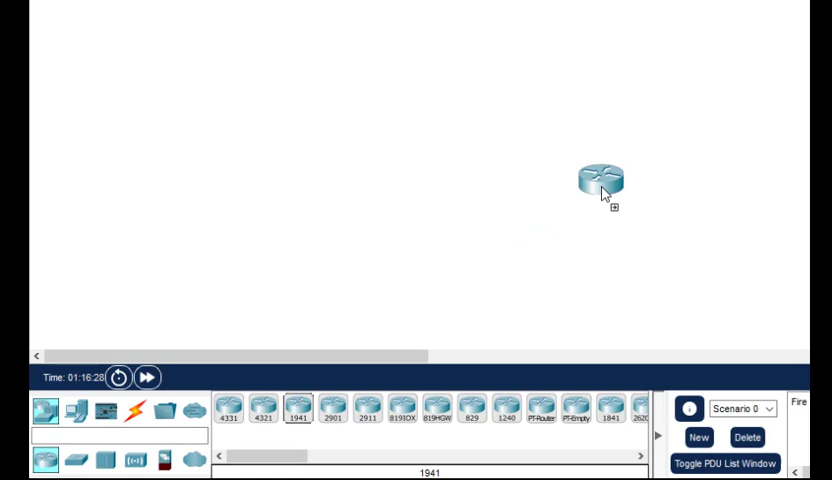 Time: 01:16:28
4331 4321 1941 2901 2911 819IOX 819HGW 829 1240 PT-Router PT-Empty 1841 2620
1941
Scenario 0
New Delete
Toggle PDU List Window
Fire